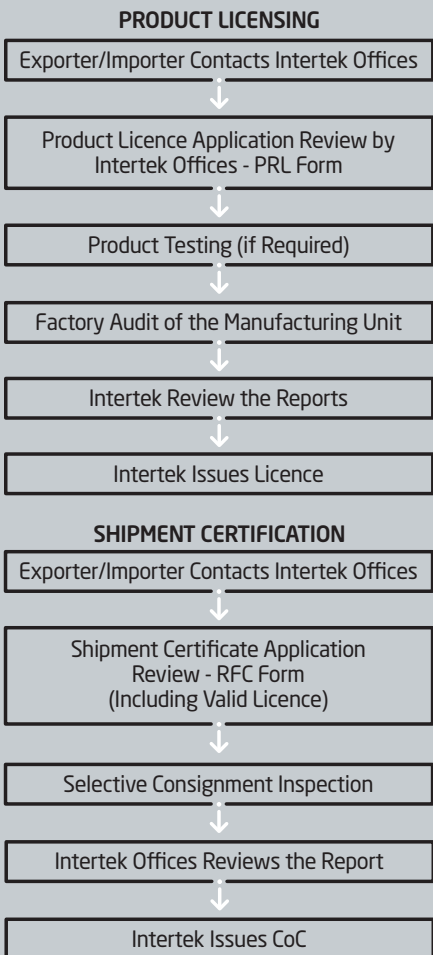 PRODUCT LICENSING
Exporter/Importer Contacts Intertek Offices
Product Licence Application Review by
Intertek Offices - PRL Form
Product Testing (if Required)
Factory Audit of the Manufacturing Unit
Intertek Review the Reports
Intertek Issues Licence
SHIPMENT CERTIFICATION
Exporter/Importer Contacts Intertek Offices
Shipment Certificate Application
Review - RFC Form
(Including Valid Licence)
Selective Consignment Inspection
Intertek Offices Reviews the Report
Intertek Issues CoC